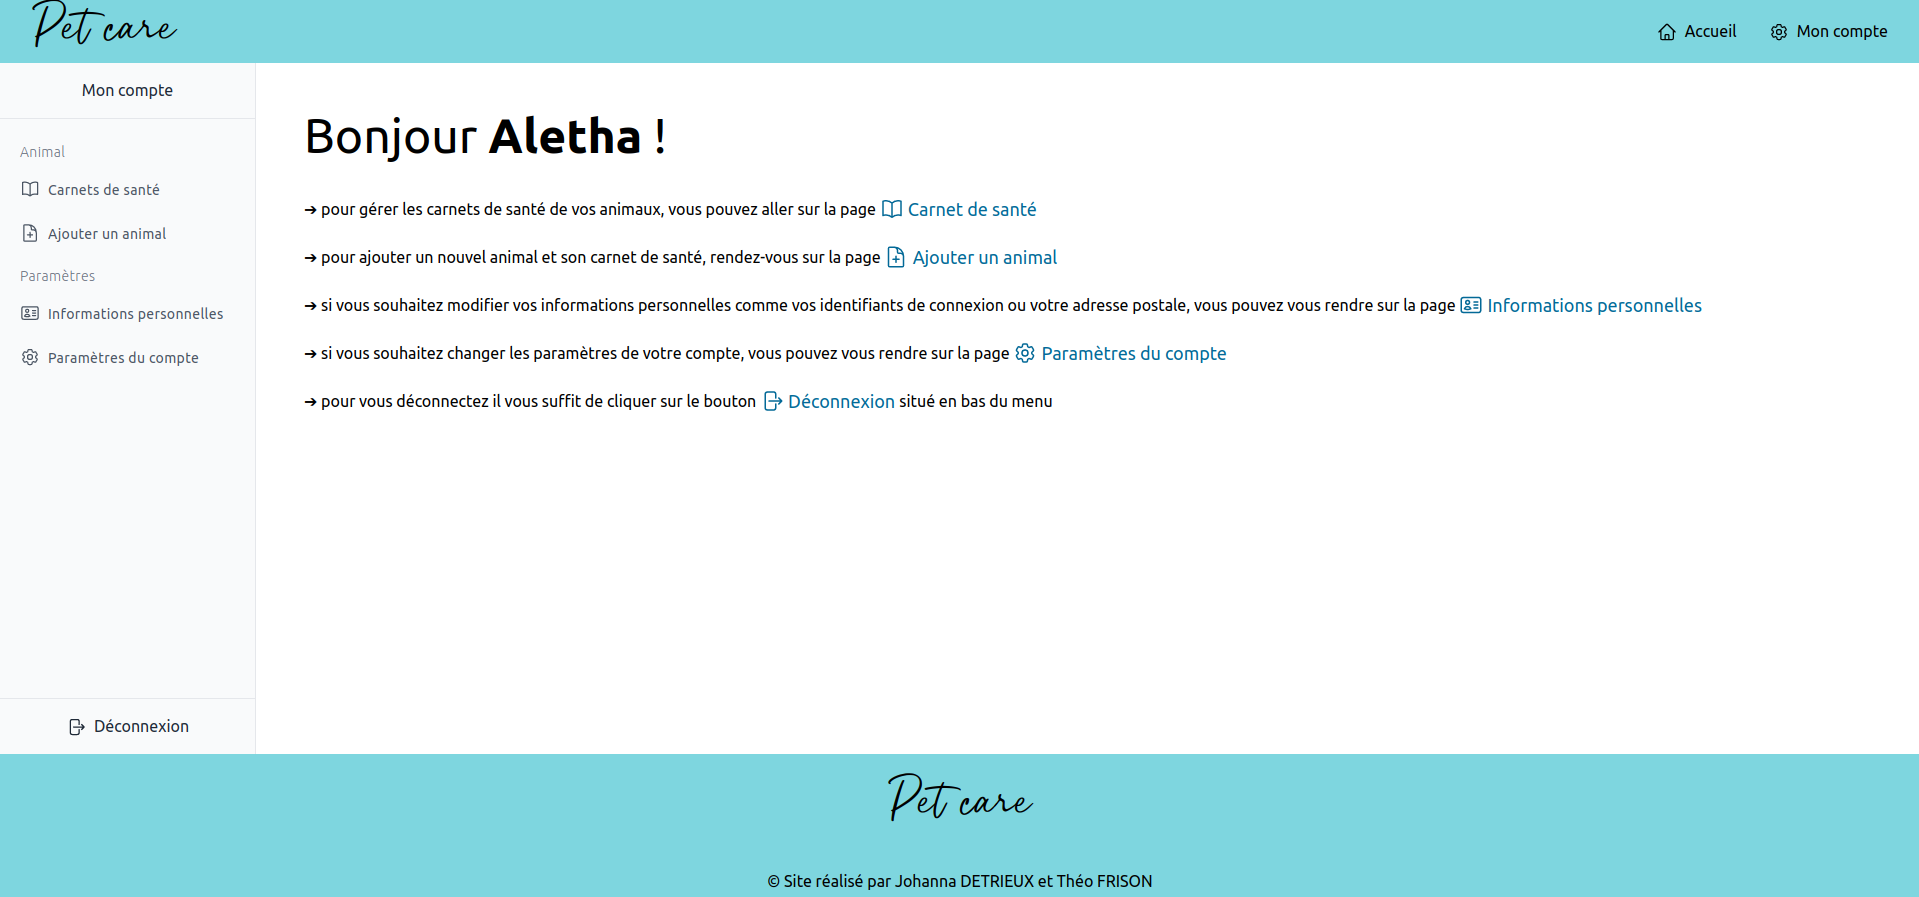 Pet care
Accueil
Mon compte
Mon compte
Animal
Carnets de santé
Ajouter un animal
Paramètres
Informations personnelles
Paramètres du compte
Déconnexion
Bonjour Aletha !
➔ pour gérer les carnets de santé de vos animaux, vous pouvez aller sur la page Carnet de santé
➔ pour ajouter un nouvel animal et son carnet de santé, rendez-vous sur la page Ajouter un animal
➔ si vous souhaitez modifier vos informations personnelles comme vos identifiants de connexion ou votre adresse postale, vous pouvez vous rendre sur la page Informations personnelles
➔ si vous souhaitez changer les paramètres de votre compte, vous pouvez vous rendre sur la page Paramètres du compte
➔ pour vous déconnectez il vous suffit de cliquer sur le bouton Déconnexion situé en bas du menu
Pet care
© Site réalisé par Johanna DETRIEUX et Théo FRISON